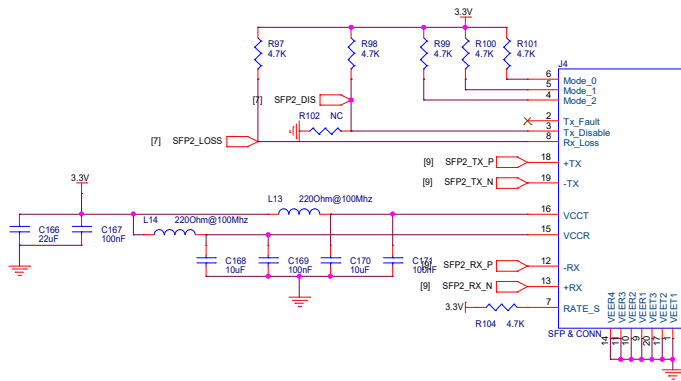 3.3V
R97
4.7K
R98
4.7K
R99
4.7K
R100
4.7K
R101
4.7K
J4
6 Mode_0
5 Mode_1
4 Mode_2
[7] SFP2_DIS
R102 NC
2 Tx_Fault
3 Tx_Disable
[7] SFP2_LOSS
8 Rx_Loss
[9] SFP2_TX_P
18 +TX
[9] SFP2_TX_N
19 -TX
3.3V
L13 220Ohm@100Mhz
16 VCCT
L14 220Ohm@100Mhz
15 VCCR
C166
22uF
C167
100nF
C168
10uF
C169
100nF
C170
10uF
C171
100nF
[9] SFP2_RX_P
12 -RX
[9] SFP2_RX_N
13 +RX
3.3V
R104 4.7K
7 RATE_S
SFP & CONN
14 VEER4
11 VEER3
10 VEER2
9 VEER1
20 VEET3
17 VEET2
1 VEET1